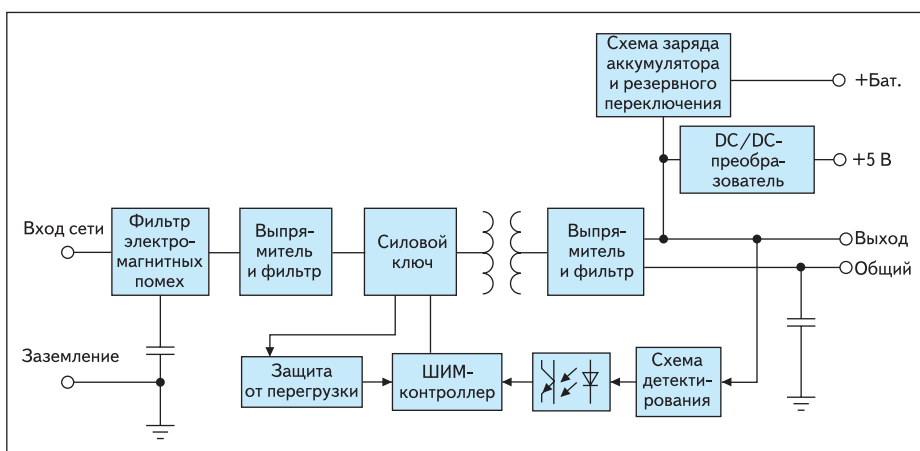 Схема заряда
аккумулятора
и резервного
переключения
+Бат.
DC/DC-
преобра-
зователь
+5 В
Вход сети
Фильтр
электро-
магнитных
помех
Выпря-
митель
и фильтр
Силовой
ключ
Выпря-
митель
и фильтр
Выход
Общий
Заземление
Защита
от перегрузки
ШИМ-
контроллер
Схема
детекти-
рования